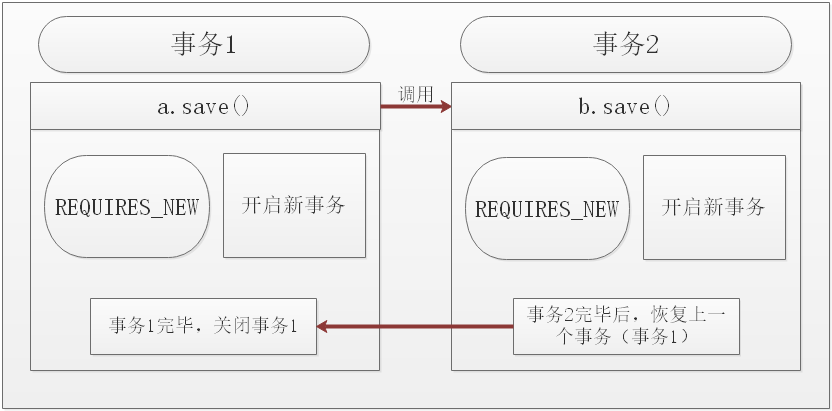 事务1
事务2
a.save()
调用
b.save()
REQUIRES_NEW
开启新事务
REQUIRES_NEW
开启新事务
事务1完毕，关闭事务1
事务2完毕后，恢复上一
个事务（事务1）